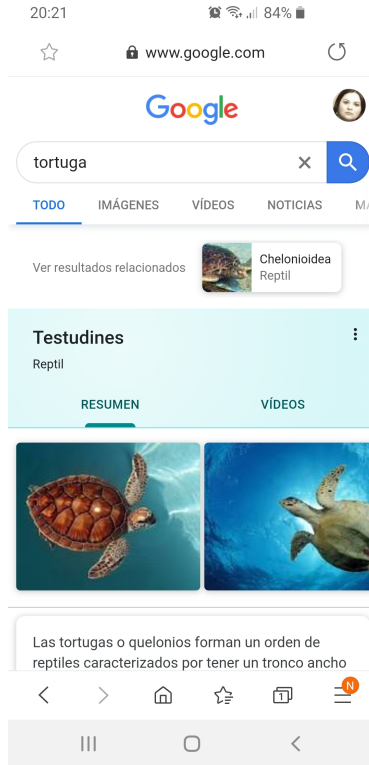 20:21 84%
www.google.com
Google
tortuga
TODO IMÁGENES VÍDEOS NOTICIAS
Ver resultados relacionados
Chelonioidea
Reptil
Testudines
Reptil
RESUMEN VÍDEOS
Las tortugas o quelonios forman un orden de
reptiles caracterizados por tener un tronco ancho
1
N